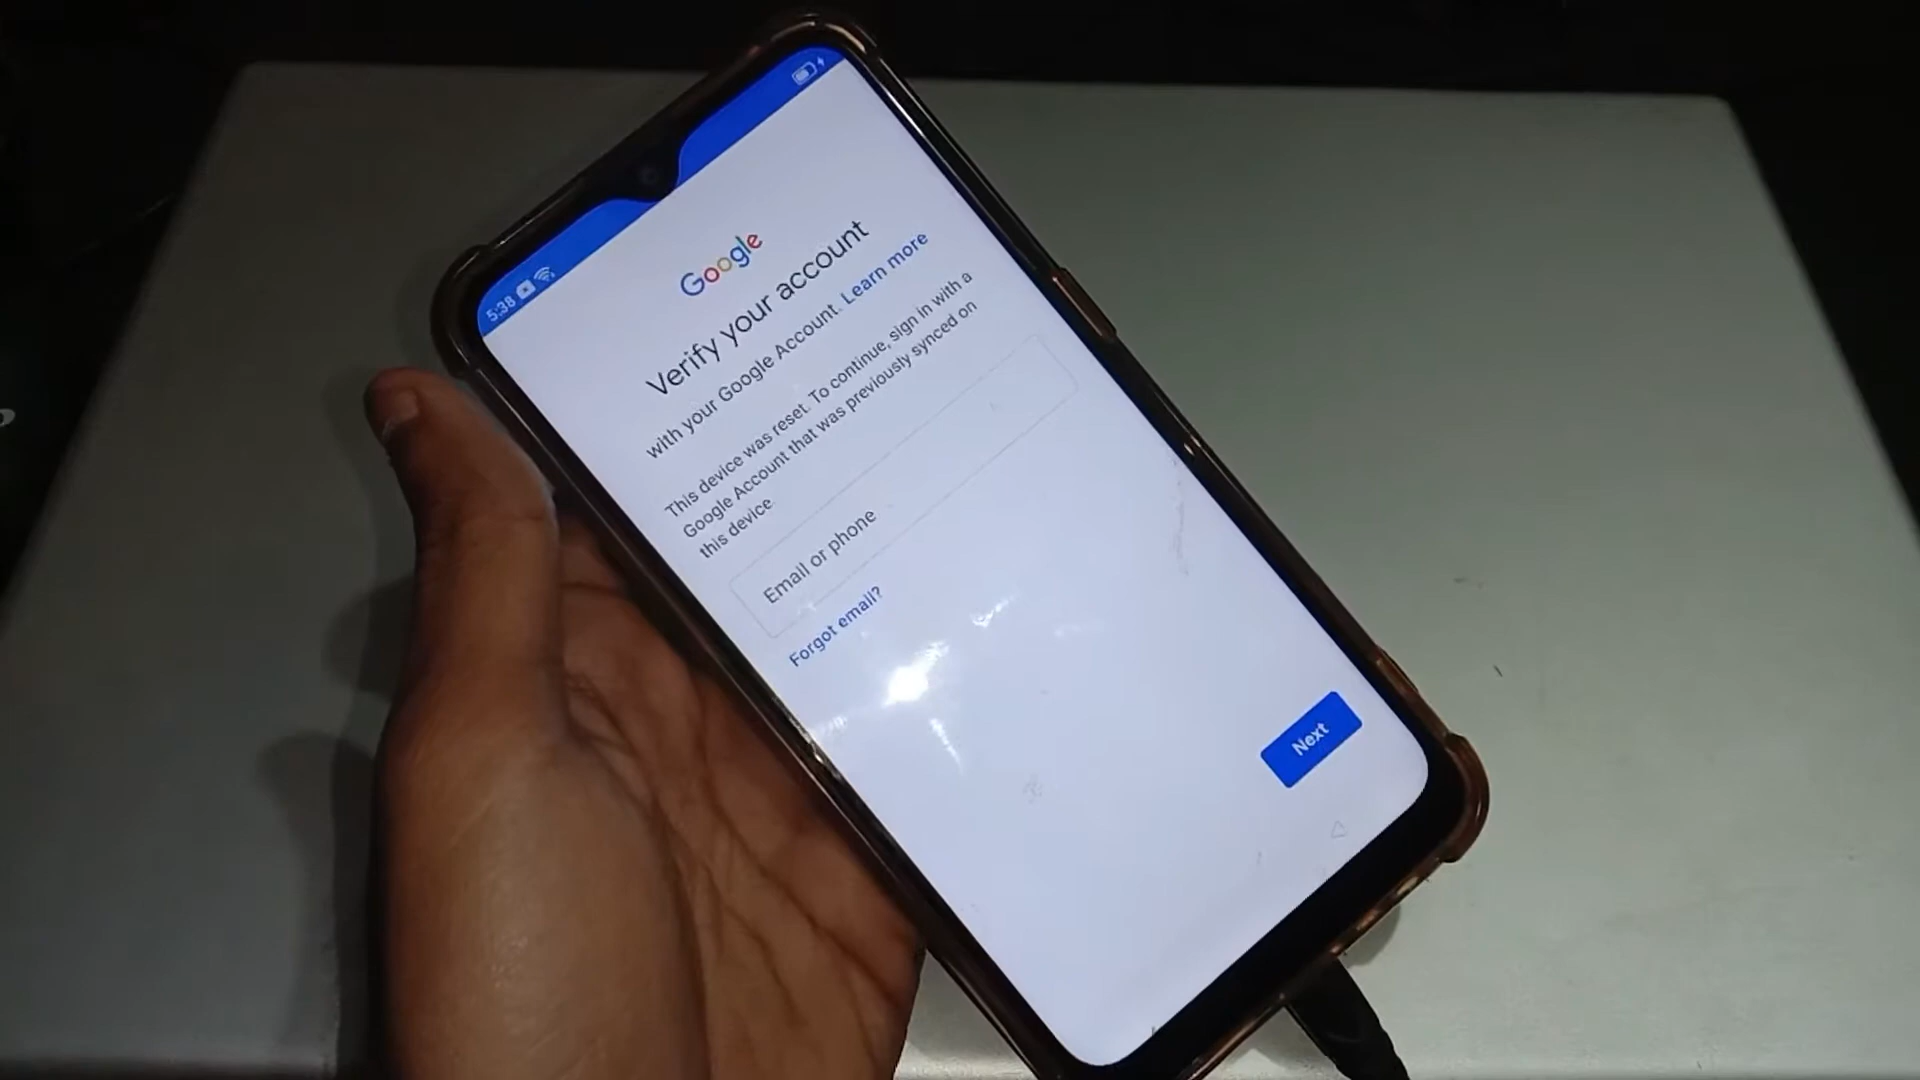 5:38
Google
Verify your account
with your Google Account. Learn more
This device was reset. To continue, sign in with a
Google Account that was previously synced on
this device.
Email or phone
Forgot email?
Next